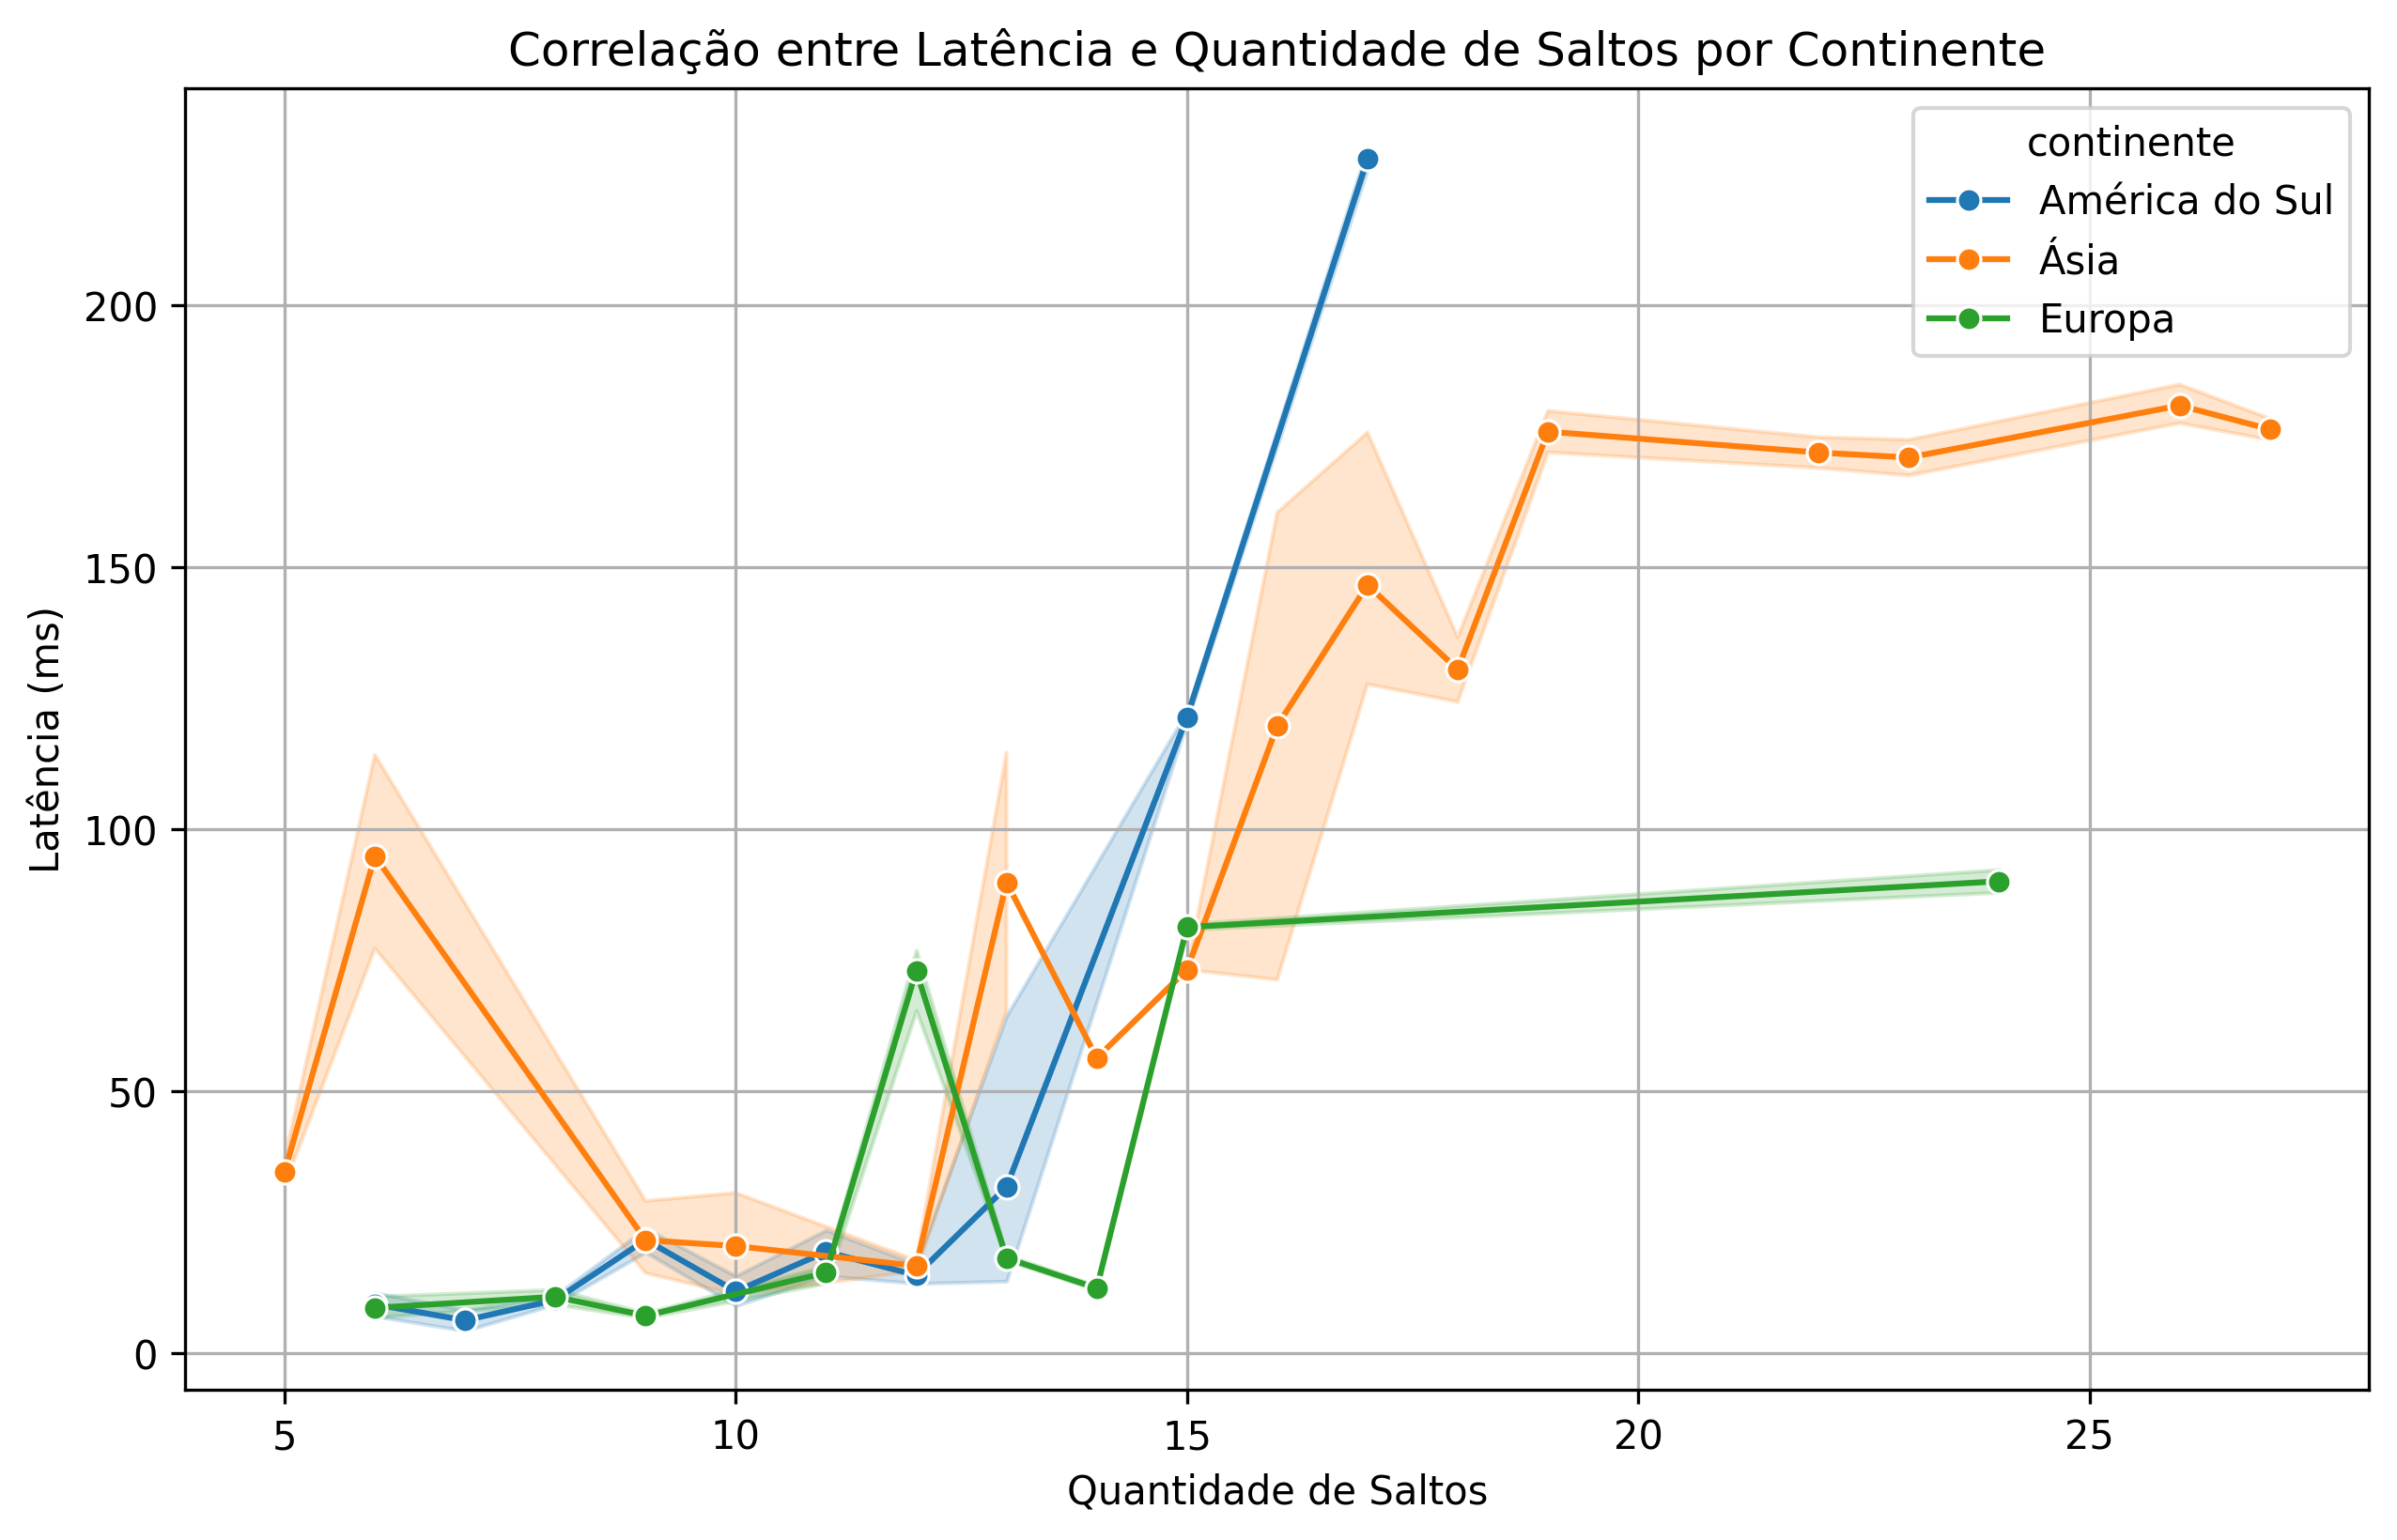 Correlação entre Latência e Quantidade de Saltos por Continente
continente
América do Sul
Ásia
Europa
Latência (ms)
200
150
100
50
0
5 10 15 20 25
Quantidade de Saltos